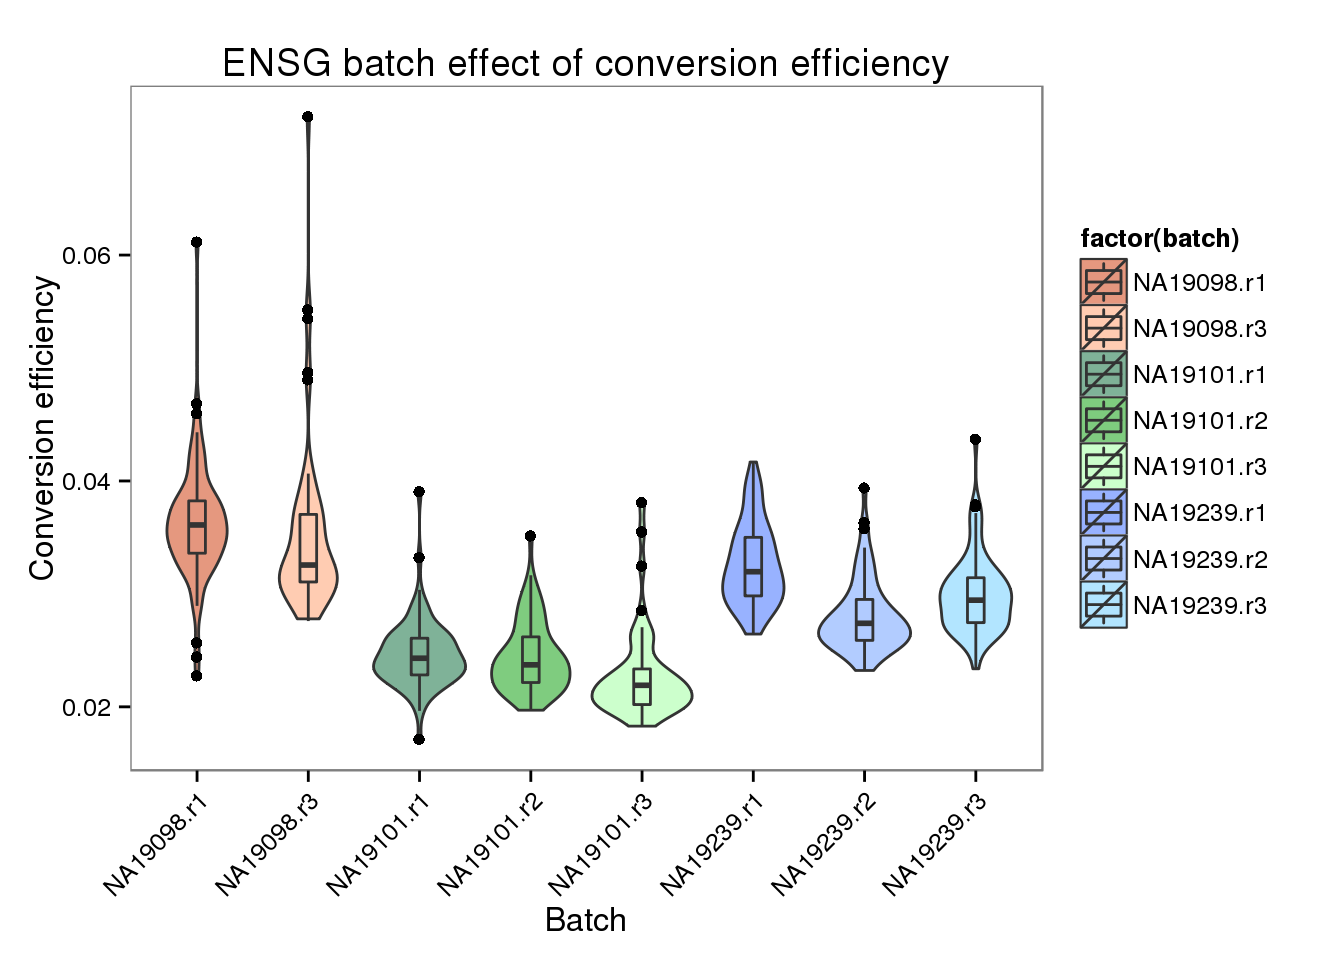 ENSG batch effect of conversion efficiency
Conversion efficiency
0.06
0.04
0.02
NA19098.r1
NA19098.r3
NA19101.r1
NA19101.r2
NA19101.r3
NA19239.r1
NA19239.r2
NA19239.r3
Batch
factor(batch)
NA19098.r1
NA19098.r3
NA19101.r1
NA19101.r2
NA19101.r3
NA19239.r1
NA19239.r2
NA19239.r3